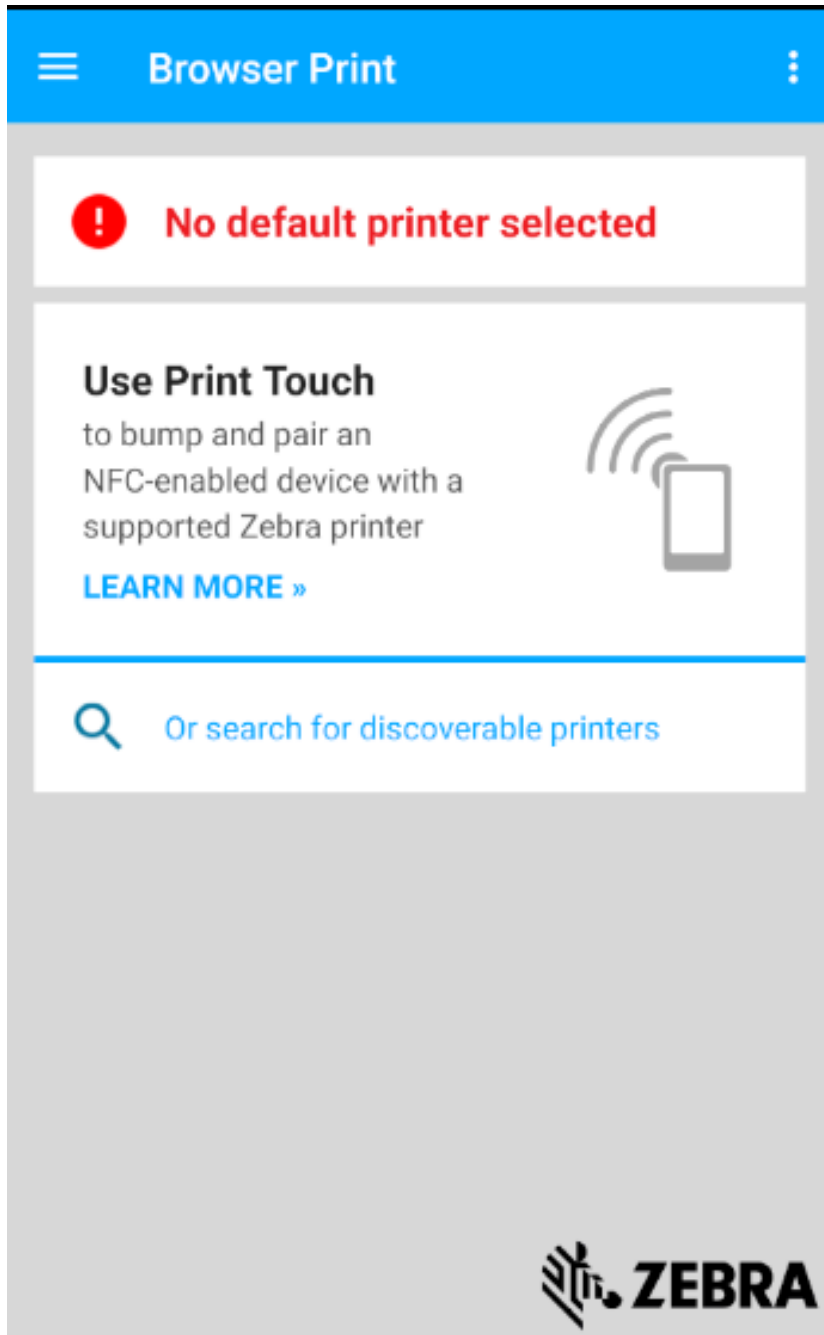 Browser Print
No default printer selected
Use Print Touch
to bump and pair an
NFC-enabled device with a
supported Zebra printer
LEARN MORE »
Or search for discoverable printers
ZEBRA